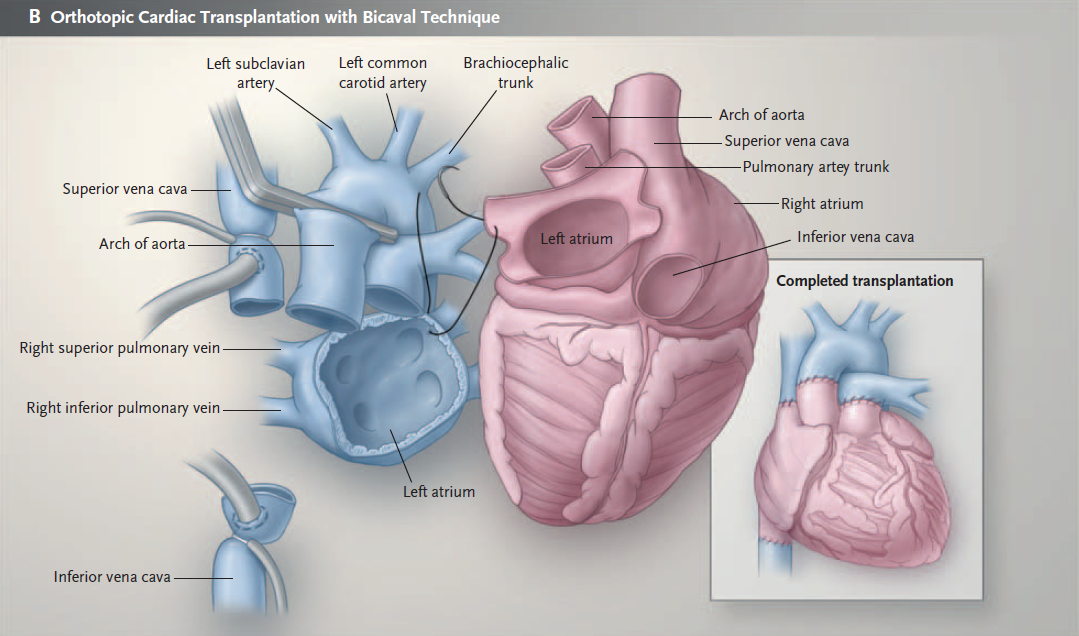 B Orthotopic Cardiac Transplantation with Bicaval Technique
Left subclavian
artery
Left common
carotid artery
Brachiocephalic
trunk
Arch of aorta
Superior vena cava
Pulmonary artey trunk
Right atrium
Inferior vena cava
Superior vena cava
Arch of aorta
Left atrium
Completed transplantation
Right superior pulmonary vein
Right inferior pulmonary vein
Left atrium
Inferior vena cava